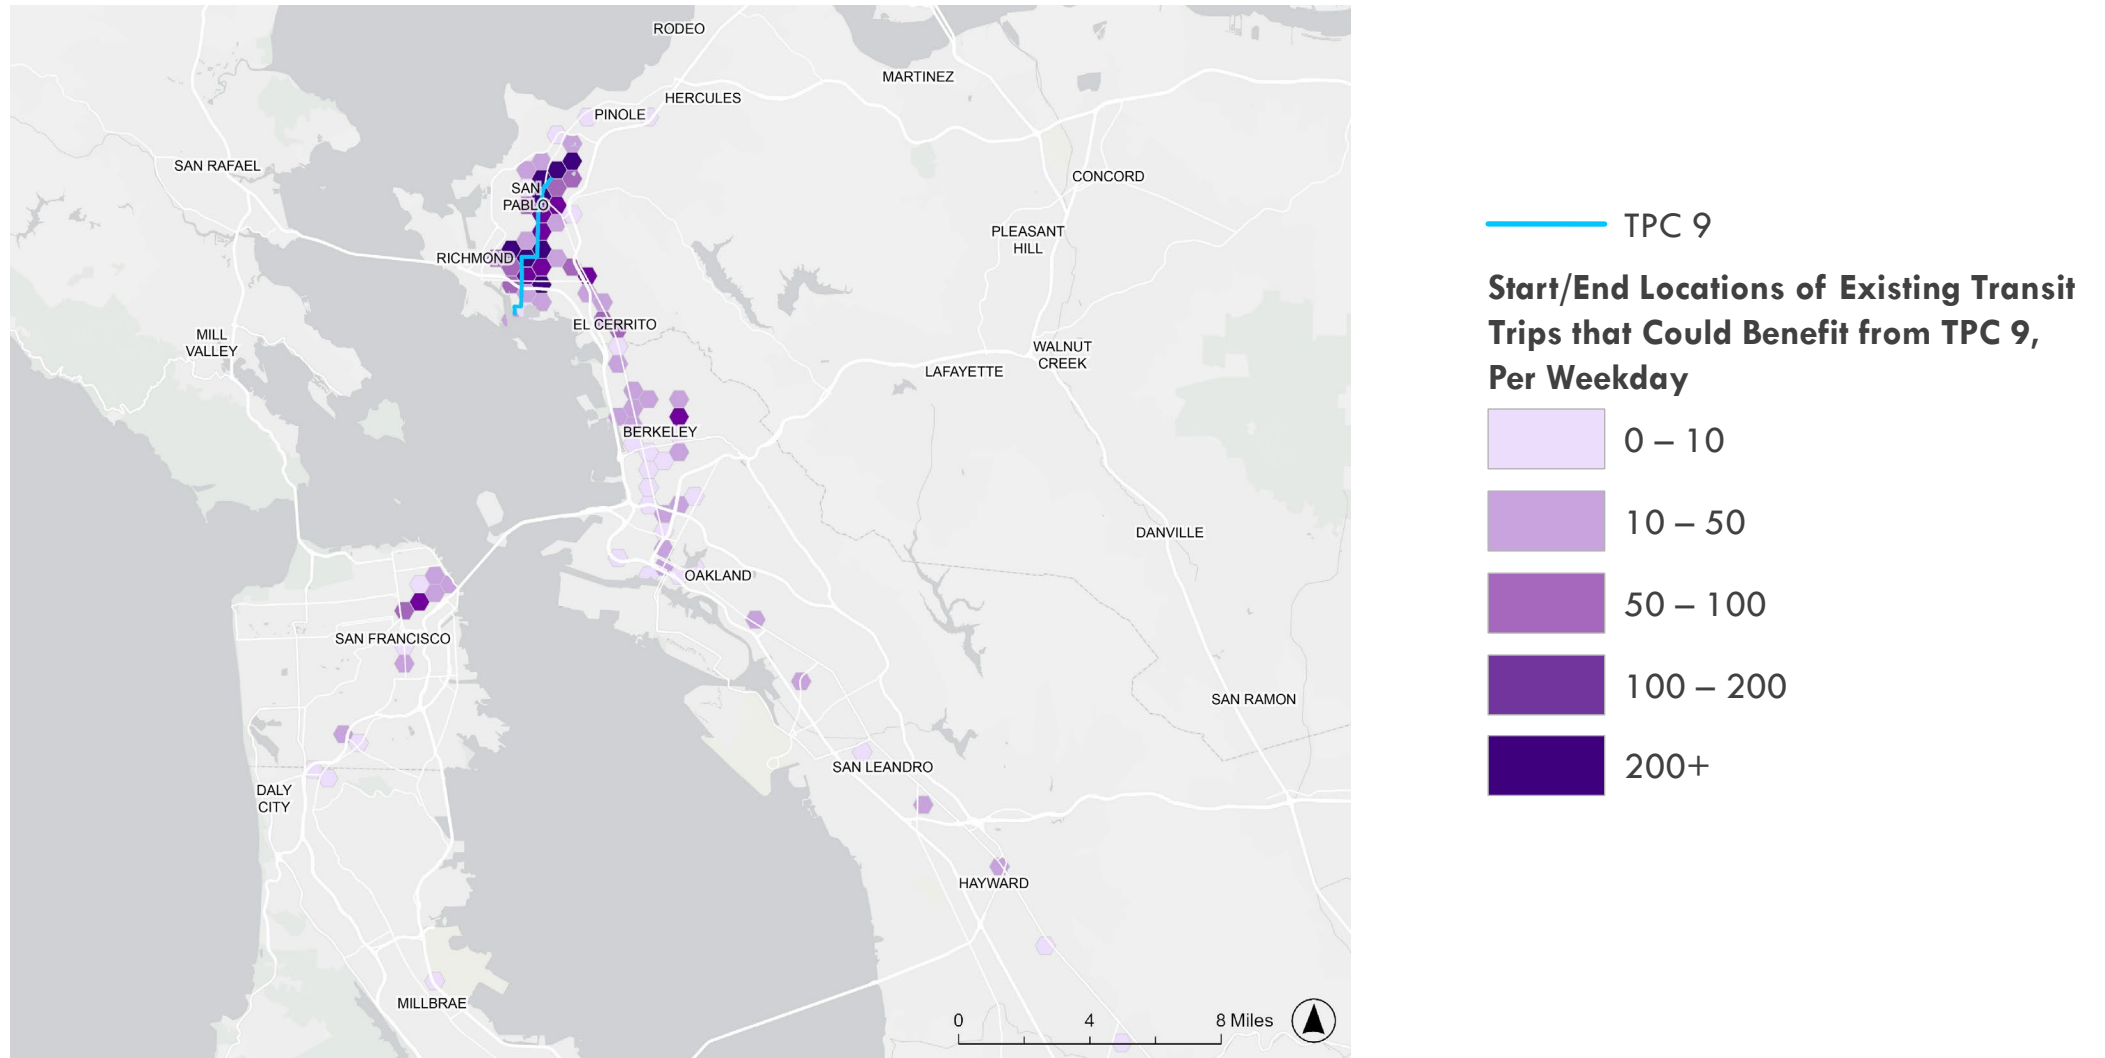 RODEO
MARTINEZ
HERCULES
PINOLE
SAN RAFAEL
CONCORD
SAN
PABLO
PLEASANT
HILL
RICHMOND
EL CERRITO
MILL
VALLEY
WALNUT
CREEK
LAFAYETTE
BERKELEY
DANVILLE
OAKLAND
SAN FRANCISCO
SAN RAMON
SAN LEANDRO
DALY
CITY
HAYWARD
MILLBRAE
0 4 8 Miles
TPC 9
Start/End Locations of Existing Transit
Trips that Could Benefit from TPC 9,
Per Weekday
0 – 10
10 – 50
50 – 100
100 – 200
200+